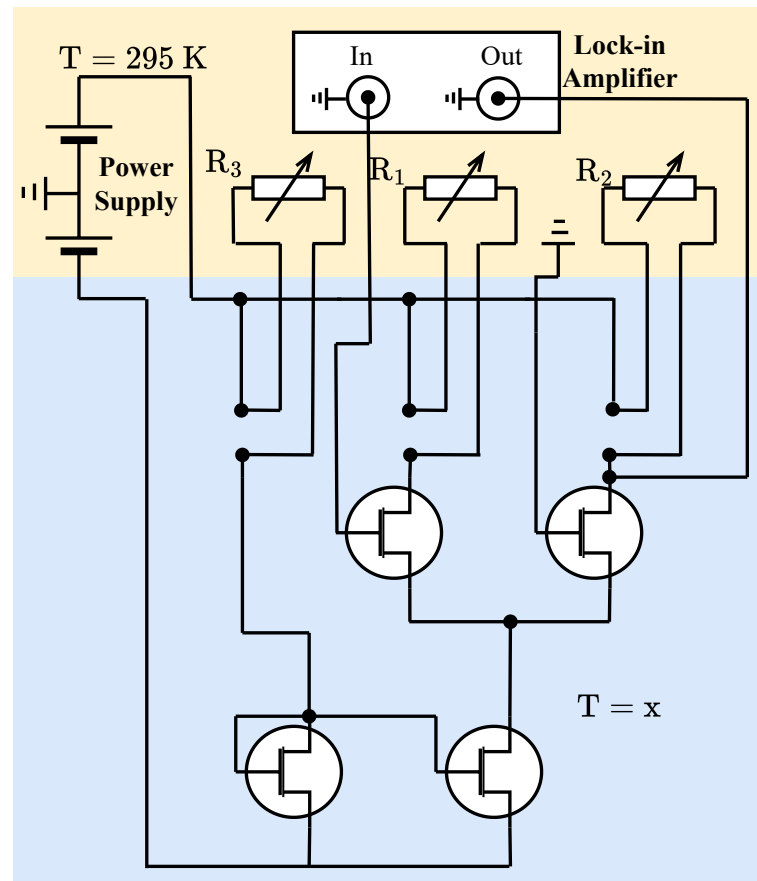 T = 295 K
In
Out
Lock-in
Amplifier
Power
Supply
R₃
R₁
R₂
T = x